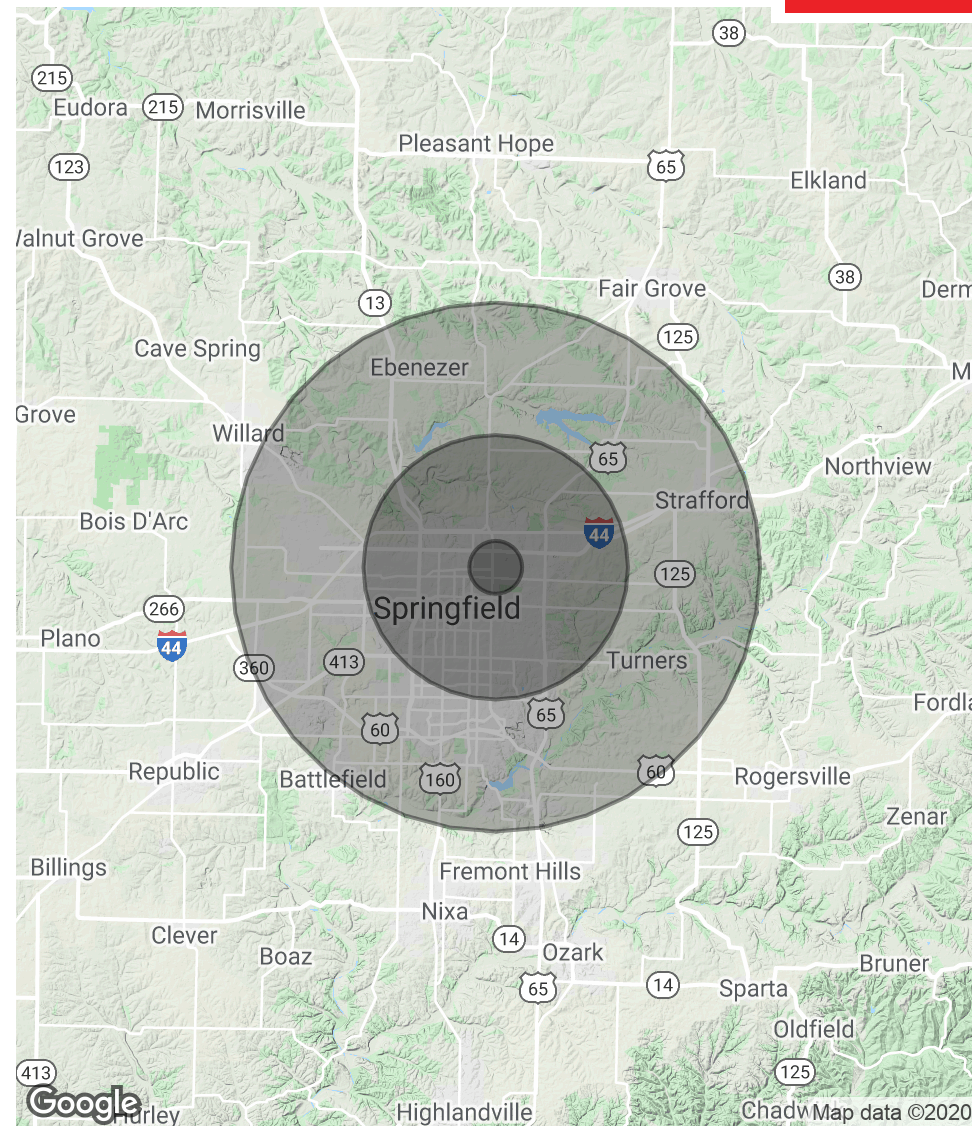 38
215
Eudora
215
Morrisville
Pleasant Hope
123
65
Elkland
Walnut Grove
38
Fair Grove
Derm
13
125
Cave Spring
Ebenezer
M
Grove
Willard
65
Northview
Strafford
Bois D'Arc
44
125
266
Springfield
Plano
44
360
413
Turners
Fordla
65
60
Republic
Battlefield
160
60
Rogersville
Zenar
125
Billings
Fremont Hills
Nixa
Clever
14
Boaz
Ozark
Bruner
65
14
Sparta
Oldfield
413
125
Google
Hurley
Highlandville
Chadw
Map data ©2020